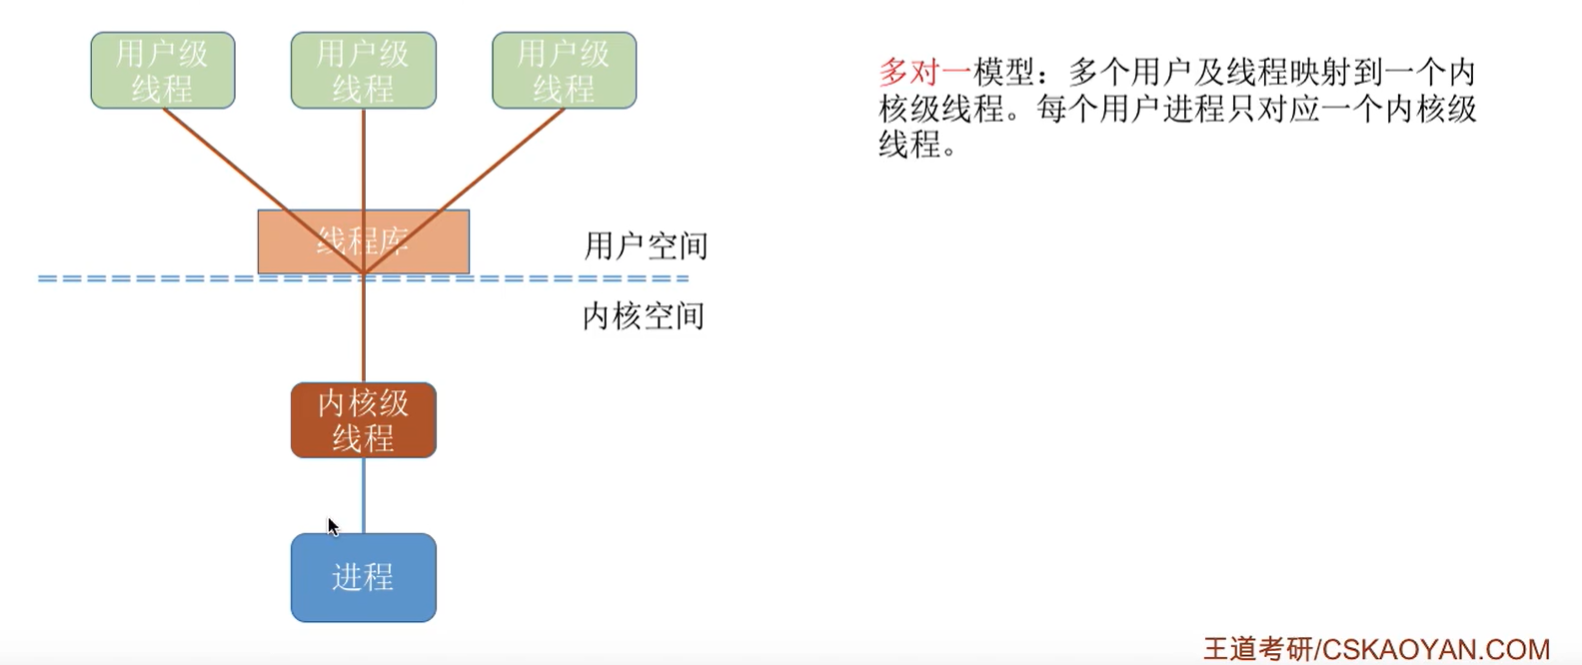 用户级
线程
用户级
线程
用户级
线程
多对一模型：多个用户及线程映射到一个内
核级线程。每个用户进程只对应一个内核级
线程。
线程库
用户空间
内核空间
内核级
线程
进程
王道考研/CSKAOYAN.COM